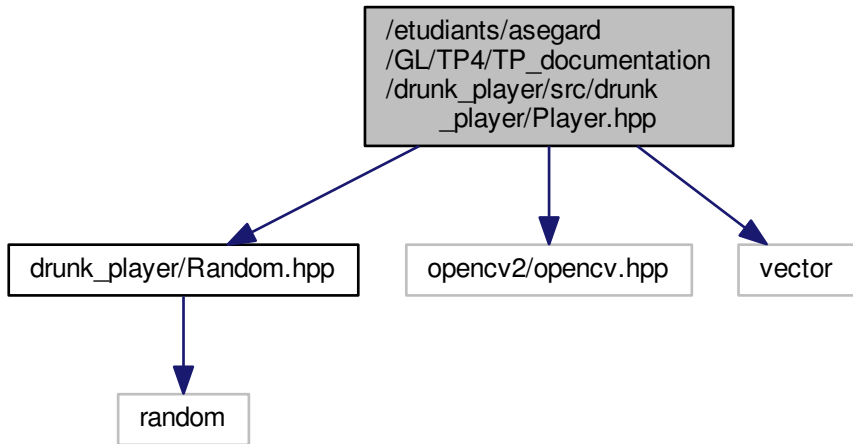 /etudiants/asegard
/GL/TP4/TP_documentation
/drunk_player/src/drunk
_player/Player.hpp
drunk_player/Random.hpp
opencv2/opencv.hpp
vector
random